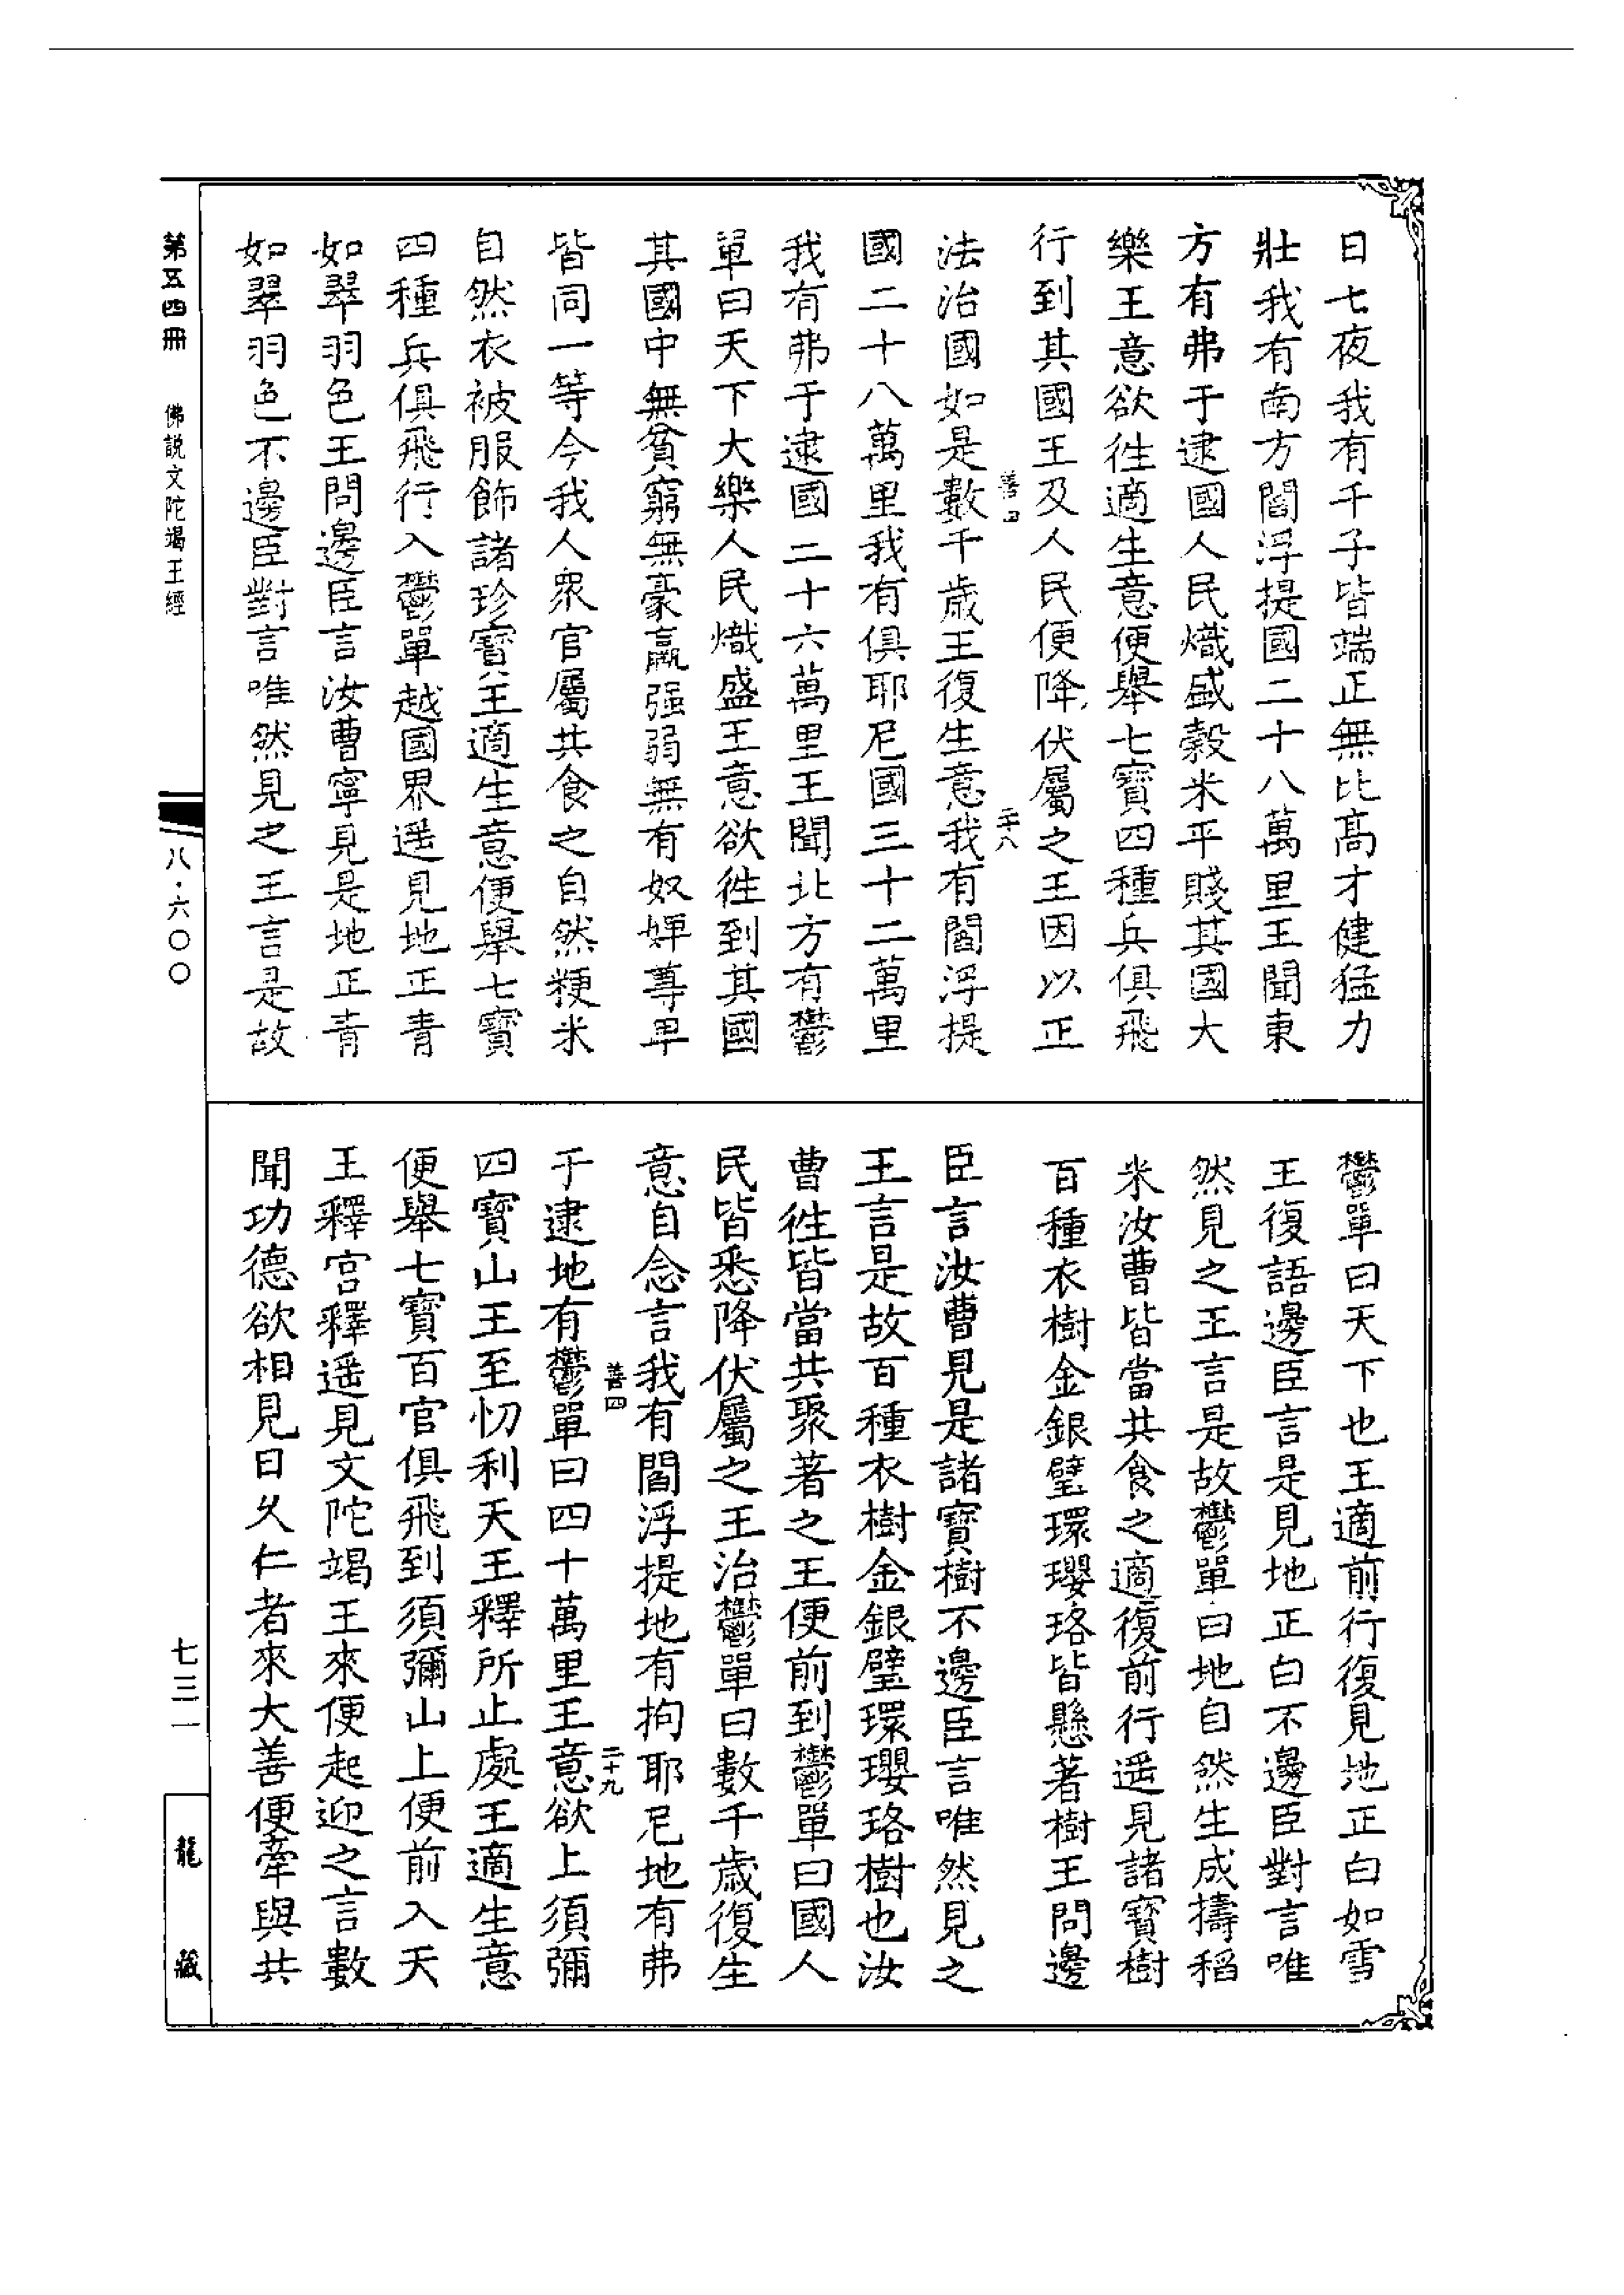 日七夜我有千子皆端正無比髙才健猛力
壯我有南方閻浮提國二十八萬里王聞東
方有弗于逮國人民熾盛穀米平賤其國大
樂王意欲徃適生意便舉七寶四種兵俱飛
行到其國王及人民便降伏屬之王因以正
善四
二十八
法治國如是數千歲王復生意我有閻浮提
國二十八萬里我有俱耶尼國三十二萬里
我有弗于逮國二十六萬里王聞北方有鬱
單曰天下大樂人民熾盛王意欲徃到其國
其國中無貧窮無豪羸强弱無有奴婢尊卑
皆同一等今我人衆官屬共食之自然粳米
自然衣被服飾諸珍寶王適生意便舉七寶
四種兵俱飛行入鬱單越國界遥見地正青
如翠羽色王問邊臣言汝曹寧見是地正青
如翠羽色不邊臣對言唯然見之王言是故
鬱單曰天下也王適前行復見地正白如雪
王復語邊臣言是見地正白不邊臣對言唯
然見之王言是故鬱單曰地自然生成擣稻
米汝曹皆當共食之適復前行遥見諸寶樹
百種衣樹金銀璧環瓔珞皆懸著樹王問邊
臣言汝曹見是諸寶樹不邊臣言唯然見之
王言是故百種衣樹金銀璧環瓔珞樹也汝
曹徃皆當共聚著之王便前到鬱單曰國人
民皆悉降伏屬之王治鬱單曰數千歲復生
意自念言我有閻浮提地有拘耶尼地有弗
善四
二十九
于逮地有鬱單曰四十萬里王意欲上須彌
四寶山王至忉利天王釋所止處王適生意
便舉七寶百官俱飛到須彌山上便前入天
王釋宮釋遥見文陀竭王來便起迎之言數
聞功德欲相見日久仁者來大善便牽與共
第五四冊
佛説文陀竭王經
八·六〇〇
七三一
龍藏